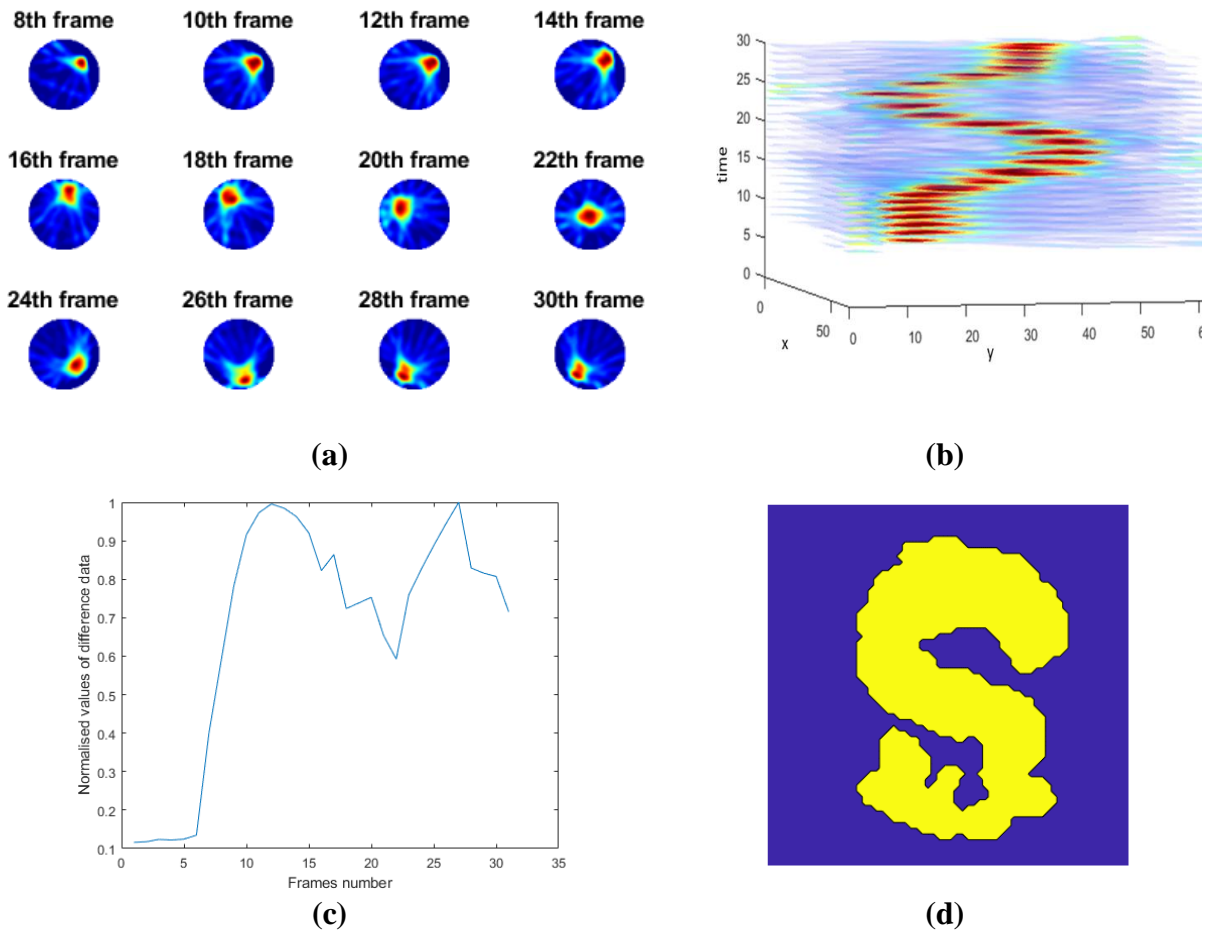 8th frame 10th frame 12th frame 14th frame
16th frame 18th frame 20th frame 22th frame
24th frame 26th frame 28th frame 30th frame
(a)
30
25
20
15
10
5
0
time
0
50
x
0 10 20 30 40 50 6
y
(b)
1
0.9
0.8
0.7
0.6
0.5
0.4
0.3
0.2
0.1
Normalised values of difference data
0 5 10 15 20 25 30 35
Frames number
(c)
(d)